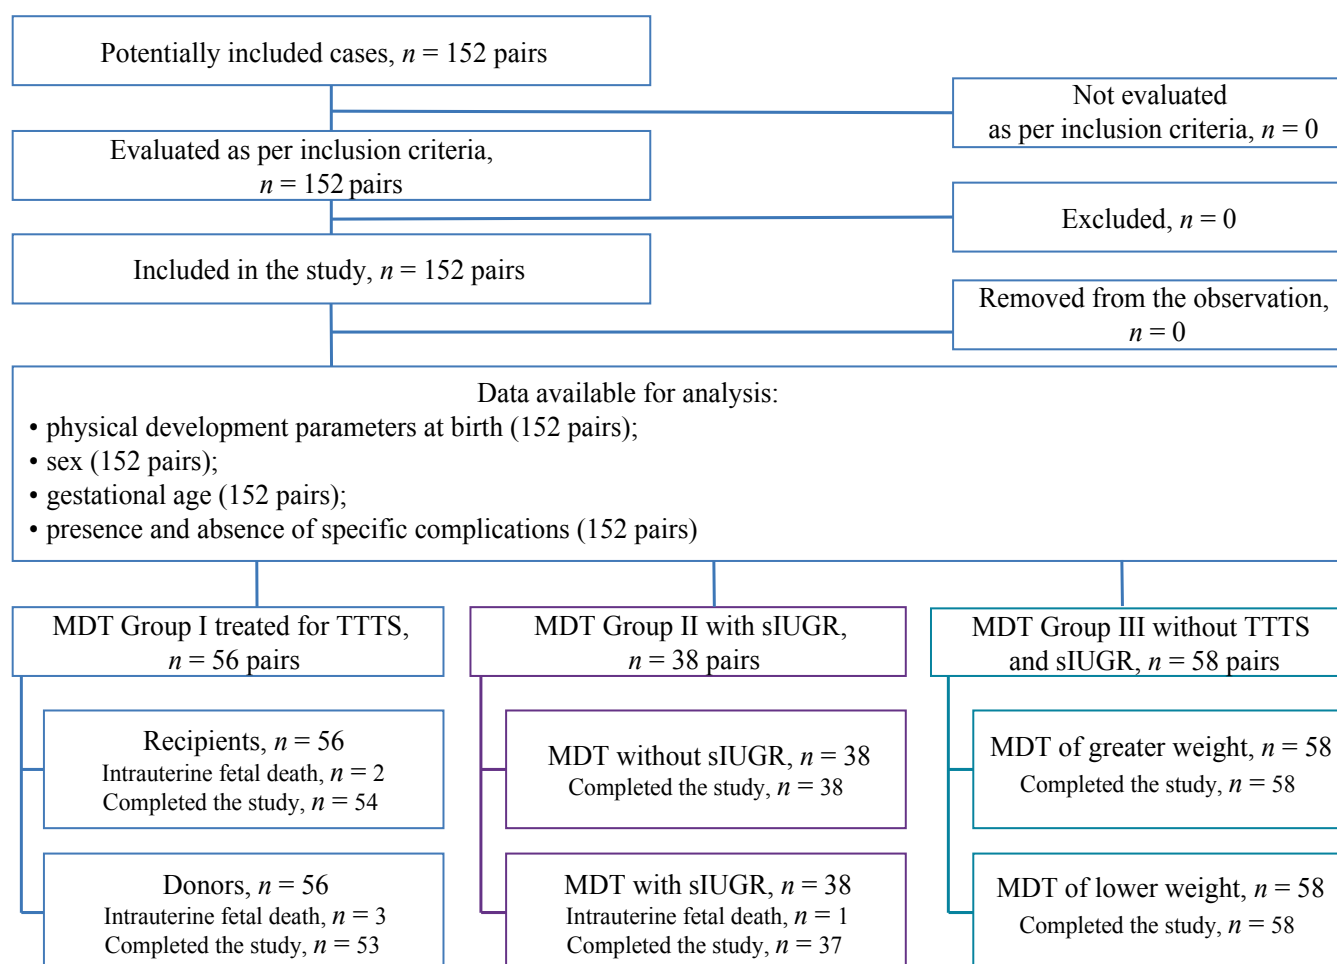 Potentially included cases, n = 152 pairs
Not evaluated
as per inclusion criteria, n = 0
Evaluated as per inclusion criteria,
n = 152 pairs
Excluded, n = 0
Included in the study, n = 152 pairs
Removed from the observation,
n = 0
Data available for analysis:
• physical development parameters at birth (152 pairs);
• sex (152 pairs);
• gestational age (152 pairs);
• presence and absence of specific complications (152 pairs)
MDT Group I treated for TTTS,
n = 56 pairs
Recipients, n = 56
Intrauterine fetal death, n = 2
Completed the study, n = 54
Donors, n = 56
Intrauterine fetal death, n = 3
Completed the study, n = 53
MDT Group II with sIUGR,
n = 38 pairs
MDT without sIUGR, n = 38
Completed the study, n = 38
MDT with sIUGR, n = 38
Intrauterine fetal death, n = 1
Completed the study, n = 37
MDT Group III without TTTS
and sIUGR, n = 58 pairs
MDT of greater weight, n = 58
Completed the study, n = 58
MDT of lower weight, n = 58
Completed the study, n = 58